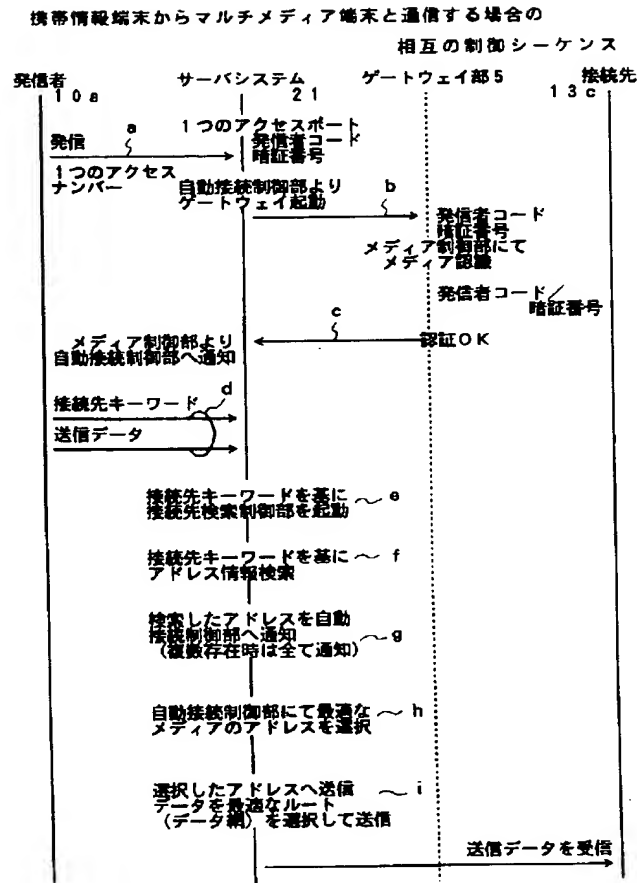 携帯情報端末からマルチメディア端末と通信する場合の
相互の制御シーケンス
発信者
サーバシステム
ゲートウェイ部5
接続先
10a
21
13c
a
発信
1つのアクセスポート
発信者コード
暗証番号
1つのアクセス
ナンバー
自動接続制御部より
ゲートウェイ起動
b
発信者コード
暗証番号
メディア制御部にて
メディア認識
発信者コード/
暗証番号
c
メディア制御部より
自動接続制御部へ通知
認証OK
接続先キーワード
d
送信データ
接続先キーワードを基に
接続先検索制御部を起動
e
接続先キーワードを基に
アドレス情報検索
f
検索したアドレスを自動
接続制御部へ通知
(複数存在時は全て通知)
g
自動接続制御部にて最適な
メディアのアドレスを選択
h
選択したアドレスへ送信
データを最適なルート
(データ網)を選択して送信
i
送信データを受信